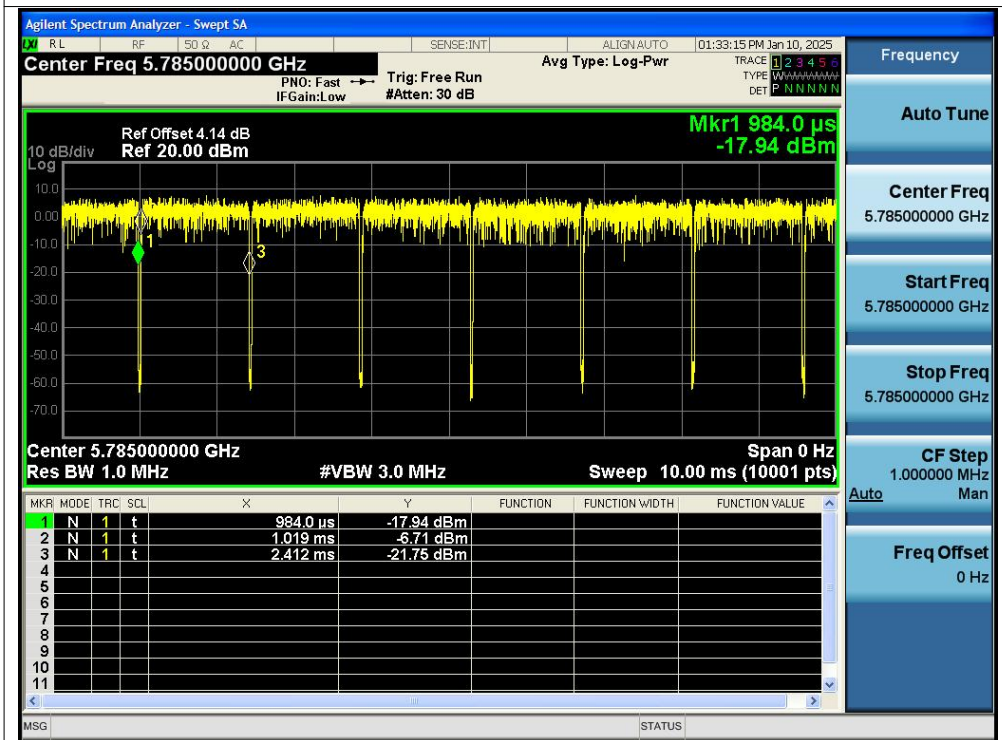 Agilent Spectrum Analyzer - Swept SA
LXI RL RF 50 Ω AC SENSE:INT ALIGN AUTO 01:33:15 PM Jan 10, 2025
Center Freq 5.785000000 GHz
PNO: Fast
IFGain:Low
Trig: Free Run
#Atten: 30 dB
Avg Type: Log-Pwr
TRACE 1 2 3 4 5 6
TYPE WWWWWW
DET P N N N N N
Ref Offset 4.14 dB
Ref 20.00 dBm
10 dB/div
Log
Mkr1 984.0 µs
-17.94 dBm
10.0
0.00
-10.0
-20.0
-30.0
-40.0
-50.0
-60.0
-70.0
1
3
Center 5.785000000 GHz Span 0 Hz
Res BW 1.0 MHz #VBW 3.0 MHz Sweep 10.00 ms (10001 pts)
MKR MODE TRC SCL X Y FUNCTION FUNCTION WIDTH FUNCTION VALUE
1 N 1 t 984.0 µs -17.94 dBm
2 N 1 t 1.019 ms -6.71 dBm
3 N 1 t 2.412 ms -21.75 dBm
4
5
6
7
8
9
10
11
MSG STATUS
Frequency
Auto Tune
Center Freq
5.785000000 GHz
Start Freq
5.785000000 GHz
Stop Freq
5.785000000 GHz
CF Step
1.000000 MHz
Auto Man
Freq Offset
0 Hz